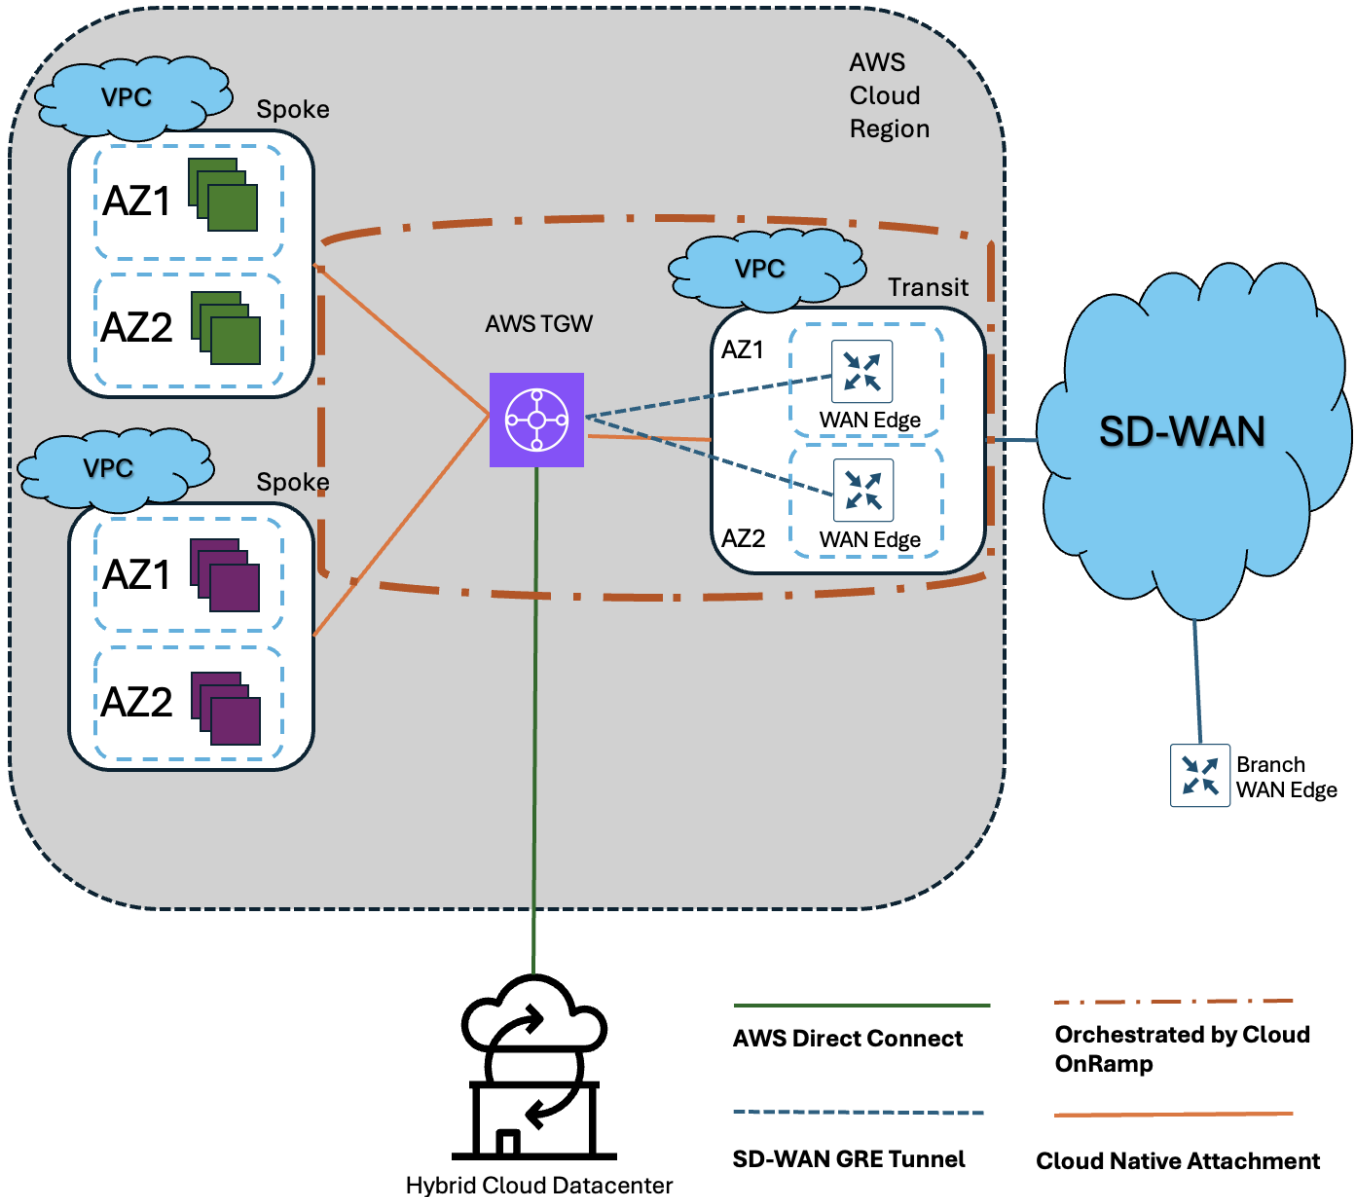 AWS
Cloud
Region
VPC
Spoke
AZ1
AZ2
VPC
Spoke
AZ1
AZ2
AWS TGW
VPC
Transit
AZ1
WAN Edge
AZ2
WAN Edge
SD-WAN
Branch
WAN Edge
Hybrid Cloud Datacenter
AWS Direct Connect
Orchestrated by Cloud
OnRamp
SD-WAN GRE Tunnel
Cloud Native Attachment